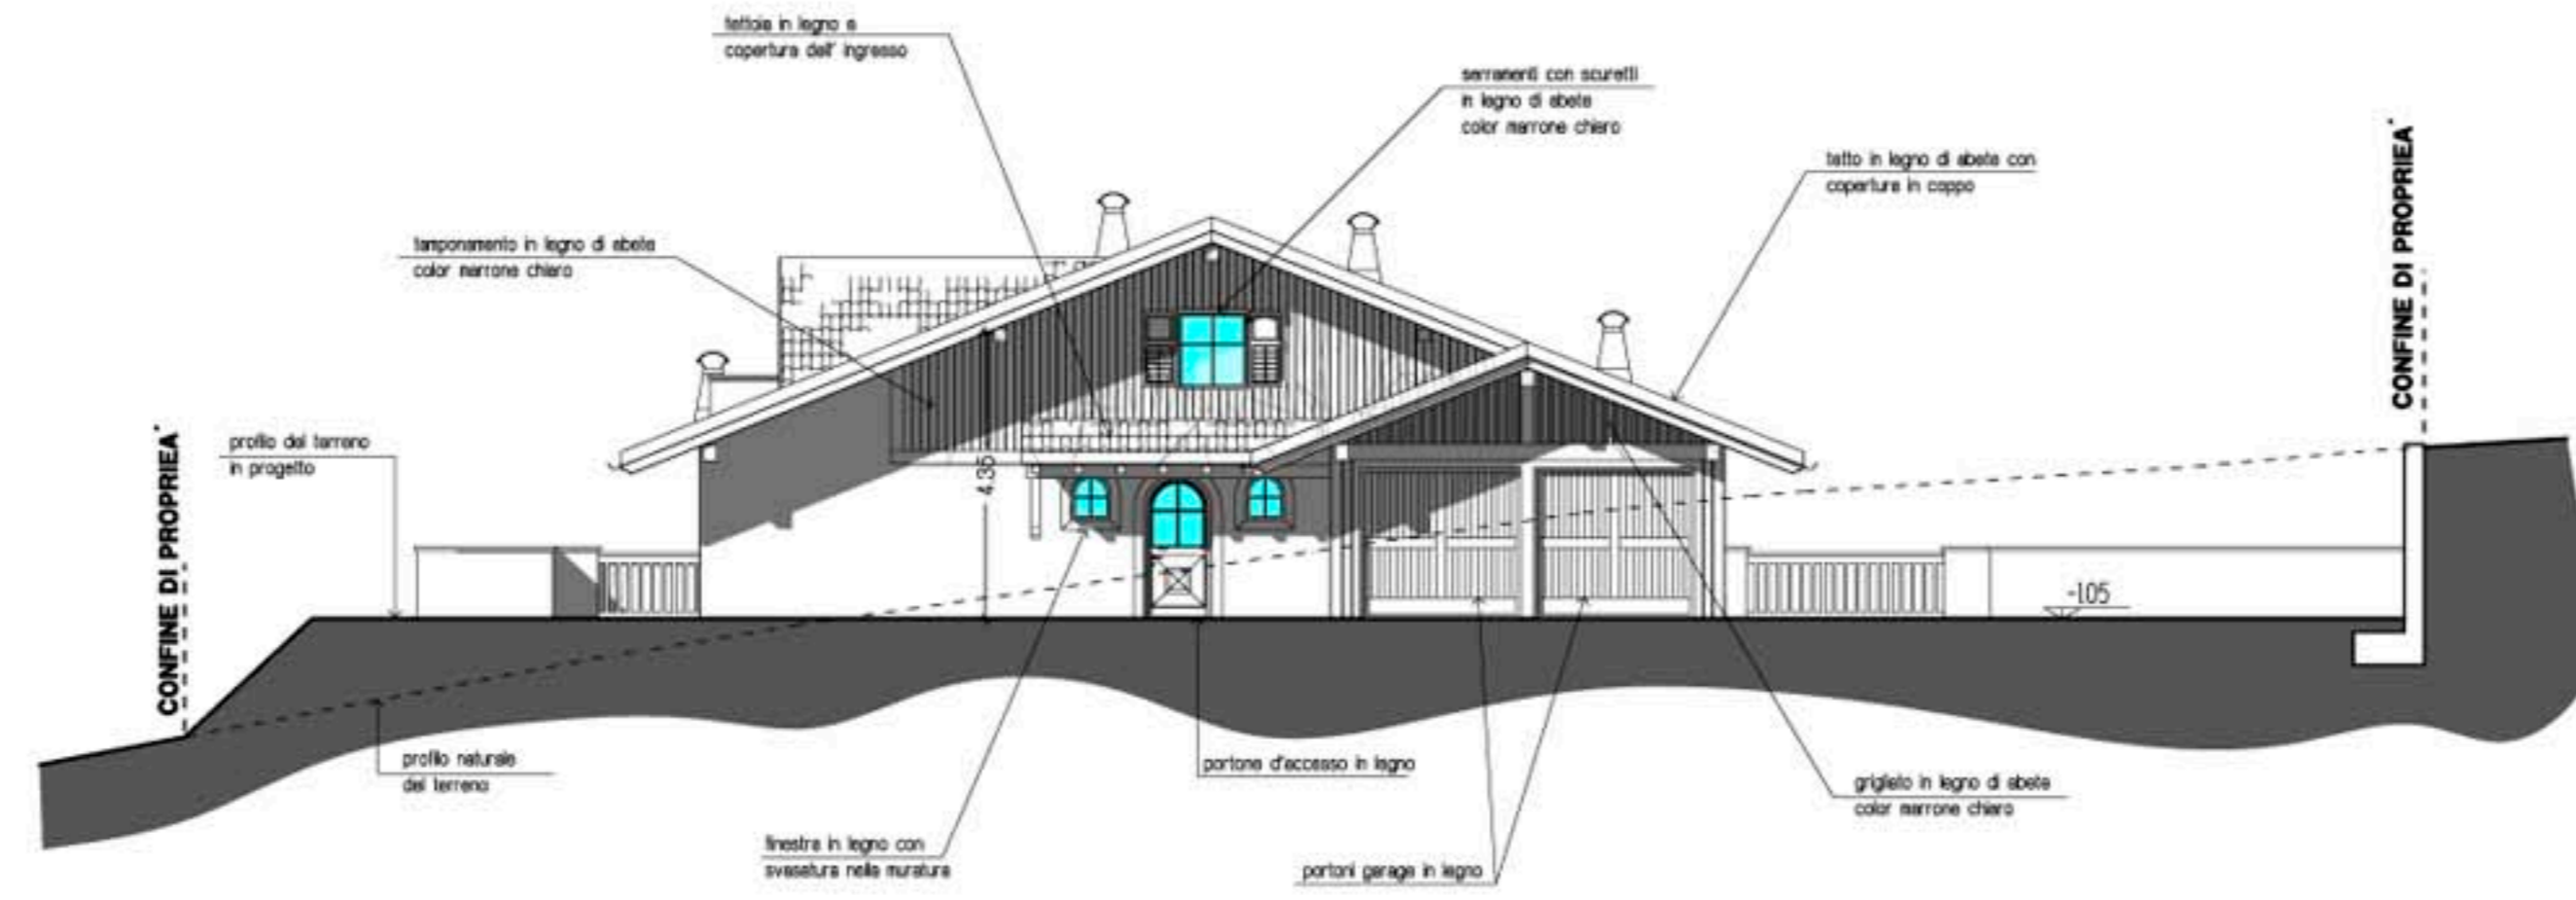 tettoia in legno e
copertura dell' ingresso
serramenti con scuretti
in legno di abete
color marrone chiaro
tetto in legno di abete con
copertura in coppo
CONFINE DI PROPRIEA'
tamponamento in legno di abete
color marrone chiaro
profilo del terreno
in progetto
CONFINE DI PROPRIEA'
4.35
-1.05
profilo naturale
del terreno
portone d'accesso in legno
grigliato in legno di abete
color marrone chiaro
finestra in legno con
svasatura nella muratura
portoni garage in legno